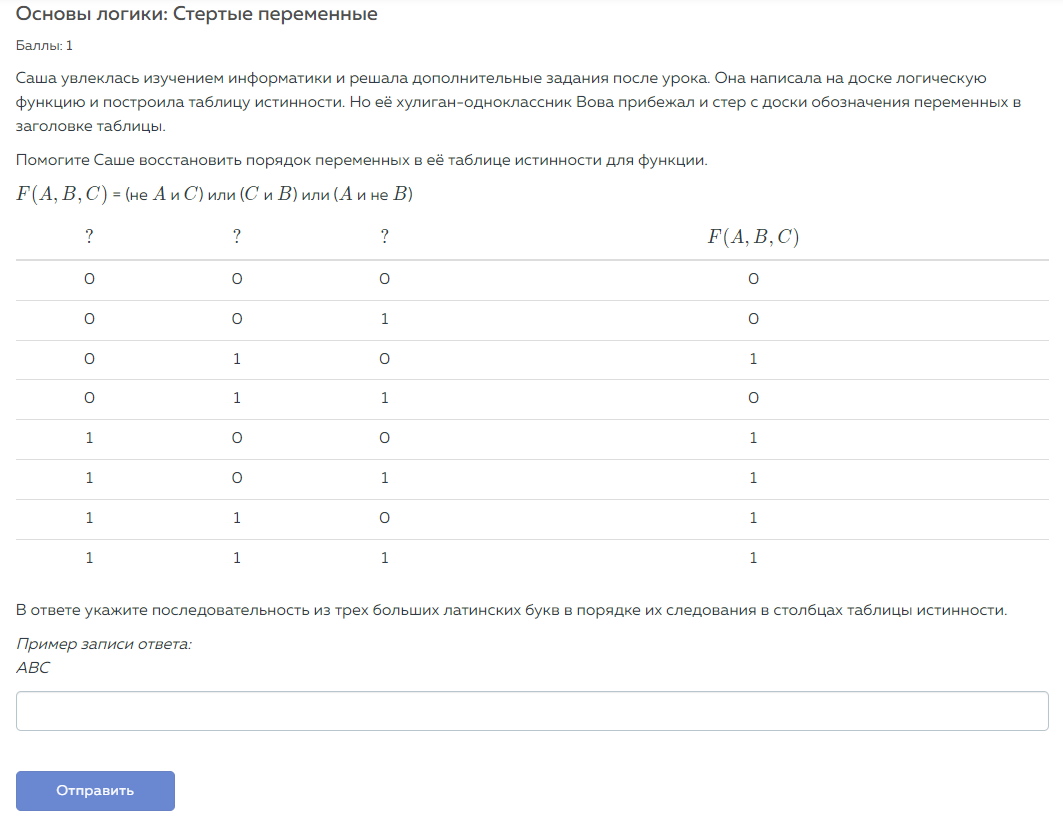 Основы логики: Стертые переменные
Баллы: 1
Саша увлеклась изучением информатики и решала дополнительные задания после урока. Она написала на доске логическую
функцию и построила таблицу истинности. Но её хулиган-одноклассник Вова прибежал и стер с доски обозначения переменных в
заголовке таблицы.
Помогите Саше восстановить порядок переменных в её таблице истинности для функции.
F(A, B, C) = (не A и C) или (C и B) или (A и не B)
? ? ? F(A, B, C)
0 0 0 0
0 0 1 0
0 1 0 1
0 1 1 0
1 0 0 1
1 0 1 1
1 1 0 1
1 1 1 1
В ответе укажите последовательность из трех больших латинских букв в порядке их следования в столбцах таблицы истинности.
Пример записи ответа:
ABC
Отправить